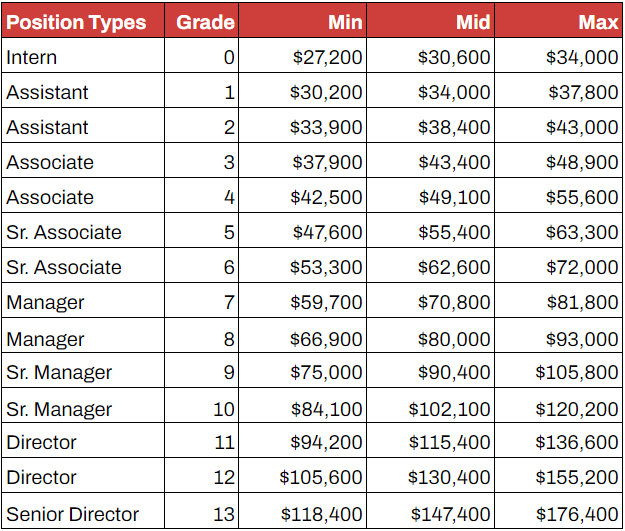 Position Types Grade Min Mid Max
Intern 0 $27,200 $30,600 $34,000
Assistant 1 $30,200 $34,000 $37,800
Assistant 2 $33,900 $38,400 $43,000
Associate 3 $37,900 $43,400 $48,900
Associate 4 $42,500 $49,100 $55,600
Sr. Associate 5 $47,600 $55,400 $63,300
Sr. Associate 6 $53,300 $62,600 $72,000
Manager 7 $59,700 $70,800 $81,800
Manager 8 $66,900 $80,000 $93,000
Sr. Manager 9 $75,000 $90,400 $105,800
Sr. Manager 10 $84,100 $102,100 $120,200
Director 11 $94,200 $115,400 $136,600
Director 12 $105,600 $130,400 $155,200
Senior Director 13 $118,400 $147,400 $176,400